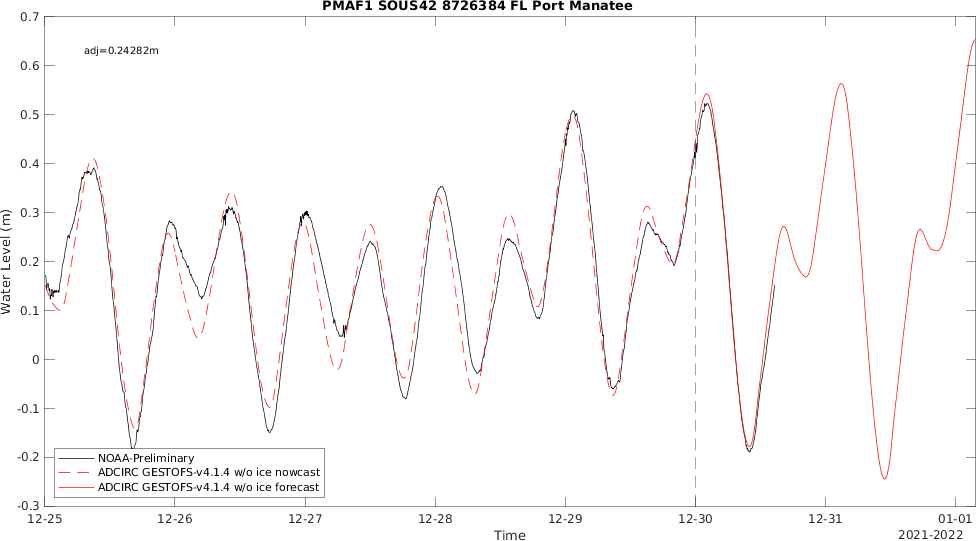 PMAF1 SOUS42 8726384 FL Port Manatee
adj=0.24282m
0.7
0.6
0.5
0.4
0.3
0.2
0.1
0
-0.1
-0.2
-0.3
Water Level (m)
NOAA-Preliminary
ADCIRC GESTOFS-v4.1.4 w/o ice nowcast
ADCIRC GESTOFS-v4.1.4 w/o ice forecast
12-25 12-26 12-27 12-28 12-29 12-30 12-31 01-01
Time
2021-2022